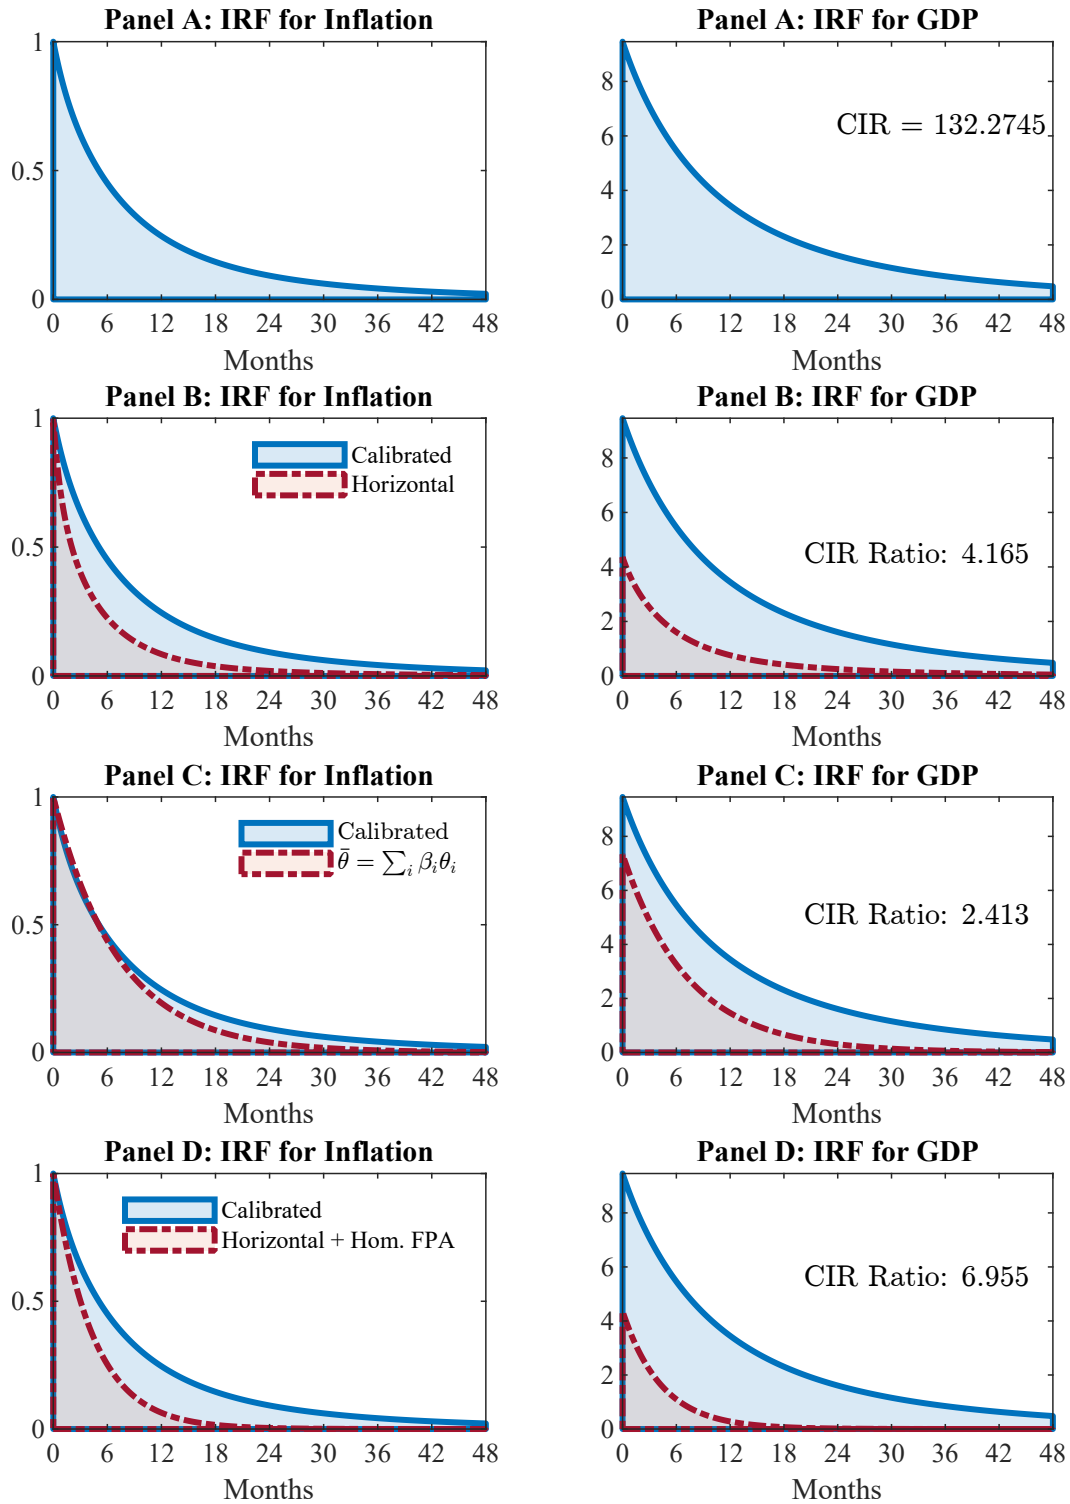 Panel A: IRF for Inflation
1
0.5
0
0 6 12 18 24 30 36 42 48
Months
Panel A: IRF for GDP
8
6
4
2
0
CIR = 132.2745
0 6 12 18 24 30 36 42 48
Months
Panel B: IRF for Inflation
1
0.5
0
Calibrated
Horizontal
0 6 12 18 24 30 36 42 48
Months
Panel B: IRF for GDP
8
6
4
2
0
CIR Ratio: 4.165
0 6 12 18 24 30 36 42 48
Months
Panel C: IRF for Inflation
1
0.5
0
Calibrated
θ̄ = ∑ᵢ βᵢθᵢ
0 6 12 18 24 30 36 42 48
Months
Panel C: IRF for GDP
8
6
4
2
0
CIR Ratio: 2.413
0 6 12 18 24 30 36 42 48
Months
Panel D: IRF for Inflation
1
0.5
0
Calibrated
Horizontal + Hom. FPA
0 6 12 18 24 30 36 42 48
Months
Panel D: IRF for GDP
8
6
4
2
0
CIR Ratio: 6.955
0 6 12 18 24 30 36 42 48
Months